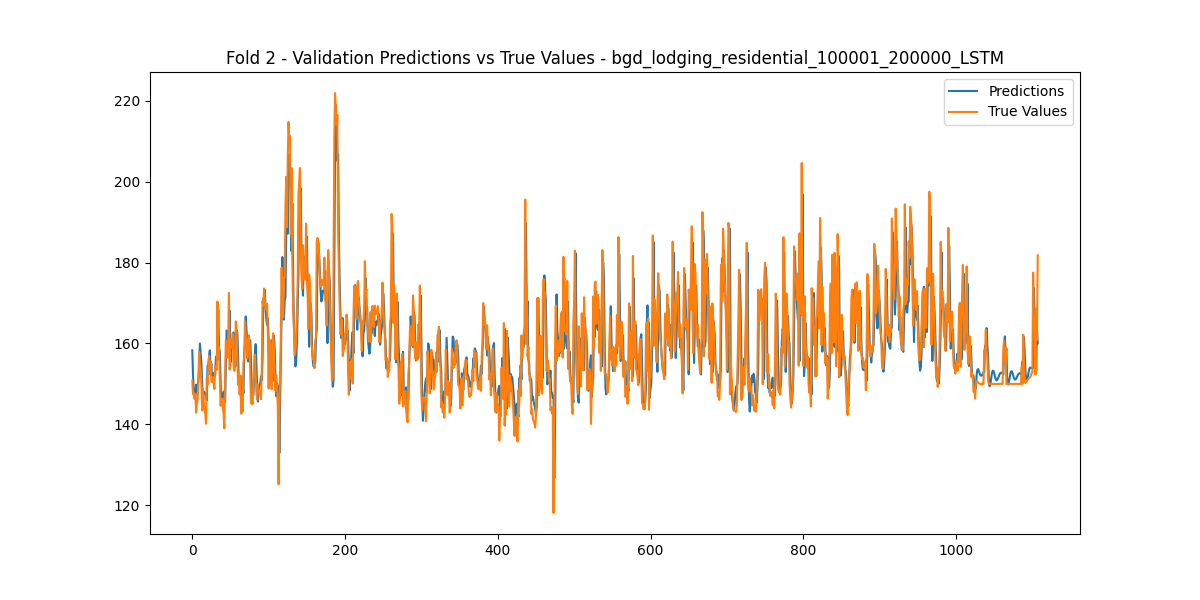 Fold 2 - Validation Predictions vs True Values - bgd_lodging_residential_100001_200000_LSTM
Predictions
True Values
220
200
180
160
140
120
0 200 400 600 800 1000